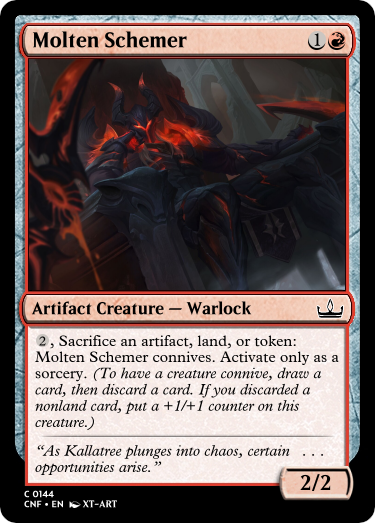 Molten Schemer 1
Artifact Creature — Warlock
2, Sacrifice an artifact, land, or token:
Molten Schemer connives. Activate only as a
sorcery. (To have a creature connive, draw a
card, then discard a card. If you discarded a
nonland card, put a +1/+1 counter on this
creature.)
“As Kallatree plunges into chaos, certain . . .
opportunities arise.”
2/2
C 0144
CNF • EN XT-ART